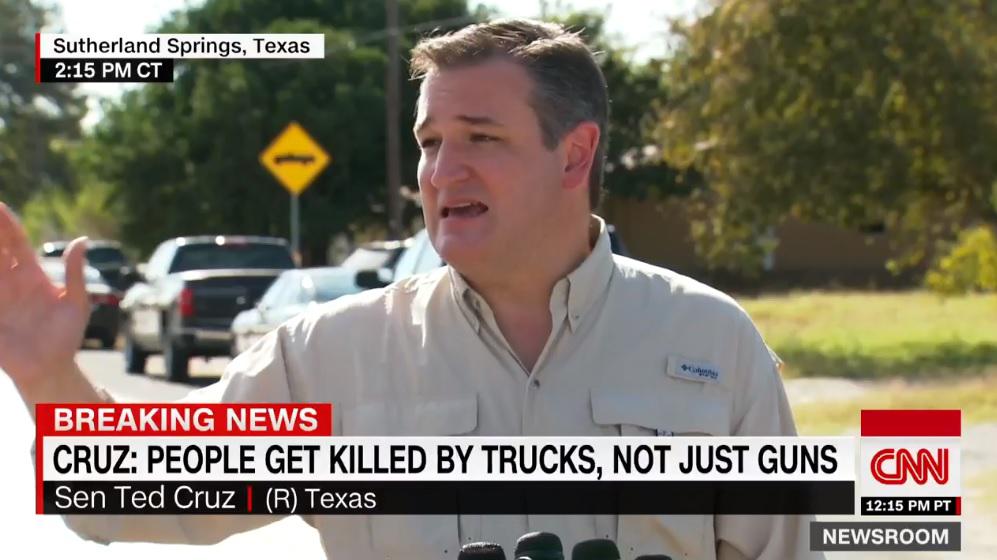 Sutherland Springs, Texas
2:15 PM CT
Columbia
BREAKING NEWS
CRUZ: PEOPLE GET KILLED BY TRUCKS, NOT JUST GUNS
Sen Ted Cruz | (R) Texas
CNN
12:15 PM PT
NEWSROOM